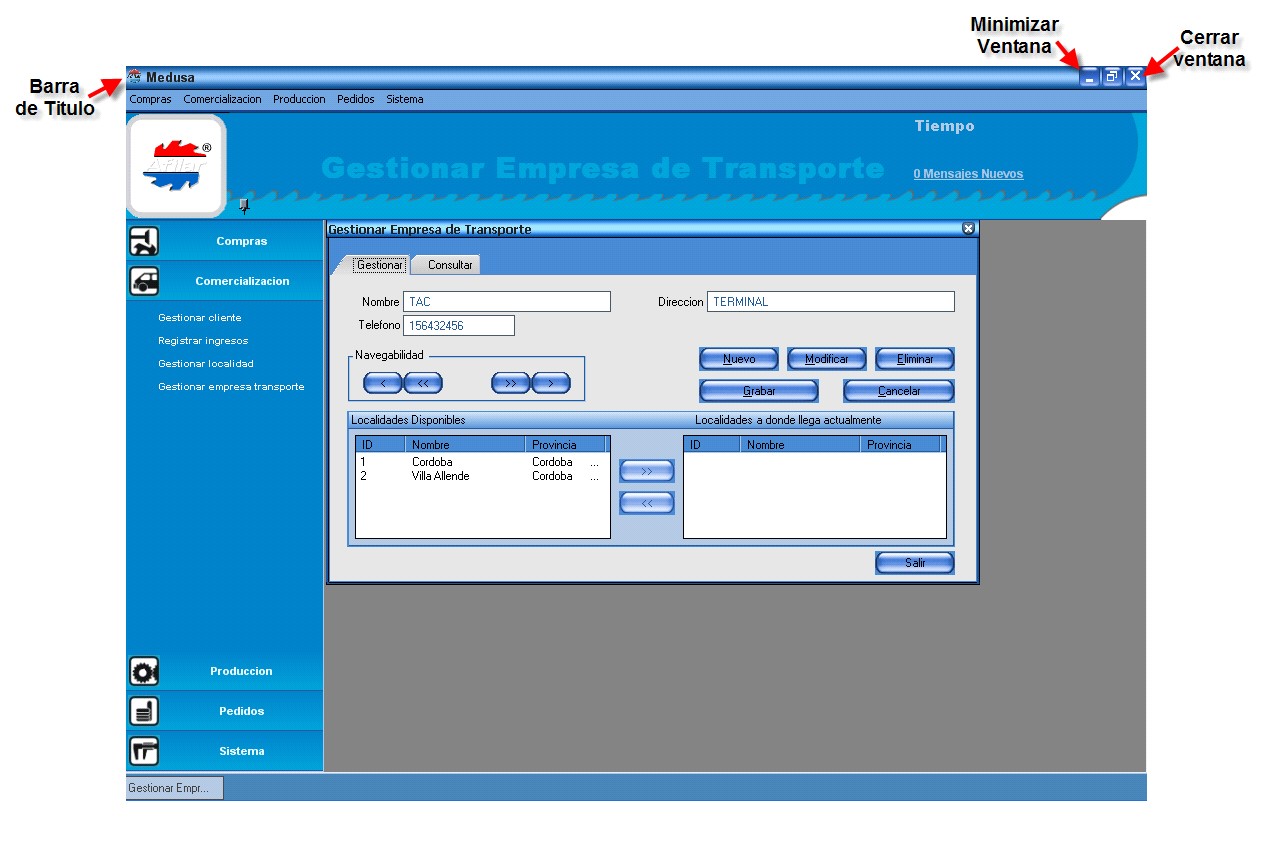 Minimizar
Ventana
Cerrar
ventana
Barra
de Titulo
Medusa
Compras Comercializacion Produccion Pedidos Sistema
Afilar ®
Gestionar Empresa de Transporte
Tiempo
0 Mensajes Nuevos
Compras
Comercializacion
Gestionar cliente
Registrar ingresos
Gestionar localidad
Gestionar empresa transporte
Produccion
Pedidos
Sistema
Gestionar Empresa de Transporte
Gestionar Consultar
Nombre TAC Direccion TERMINAL
Telefono 156432456
Navegabilidad
< << >> >
Nuevo Modificar Eliminar
Grabar Cancelar
Localidades Disponibles Localidades a donde llega actualmente
ID Nombre Provincia
1 Cordoba Cordoba ...
2 Villa Allende Cordoba ...
>>
<<
ID Nombre Provincia
Salir
Gestionar Empr...